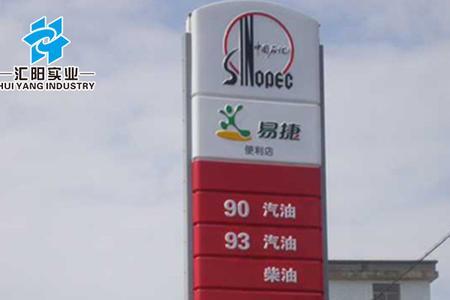 汇阳实业
HUI YANG INDUSTRY
中国石化
SINOPEC
易捷
便利店
90 汽油
93 汽油
柴油